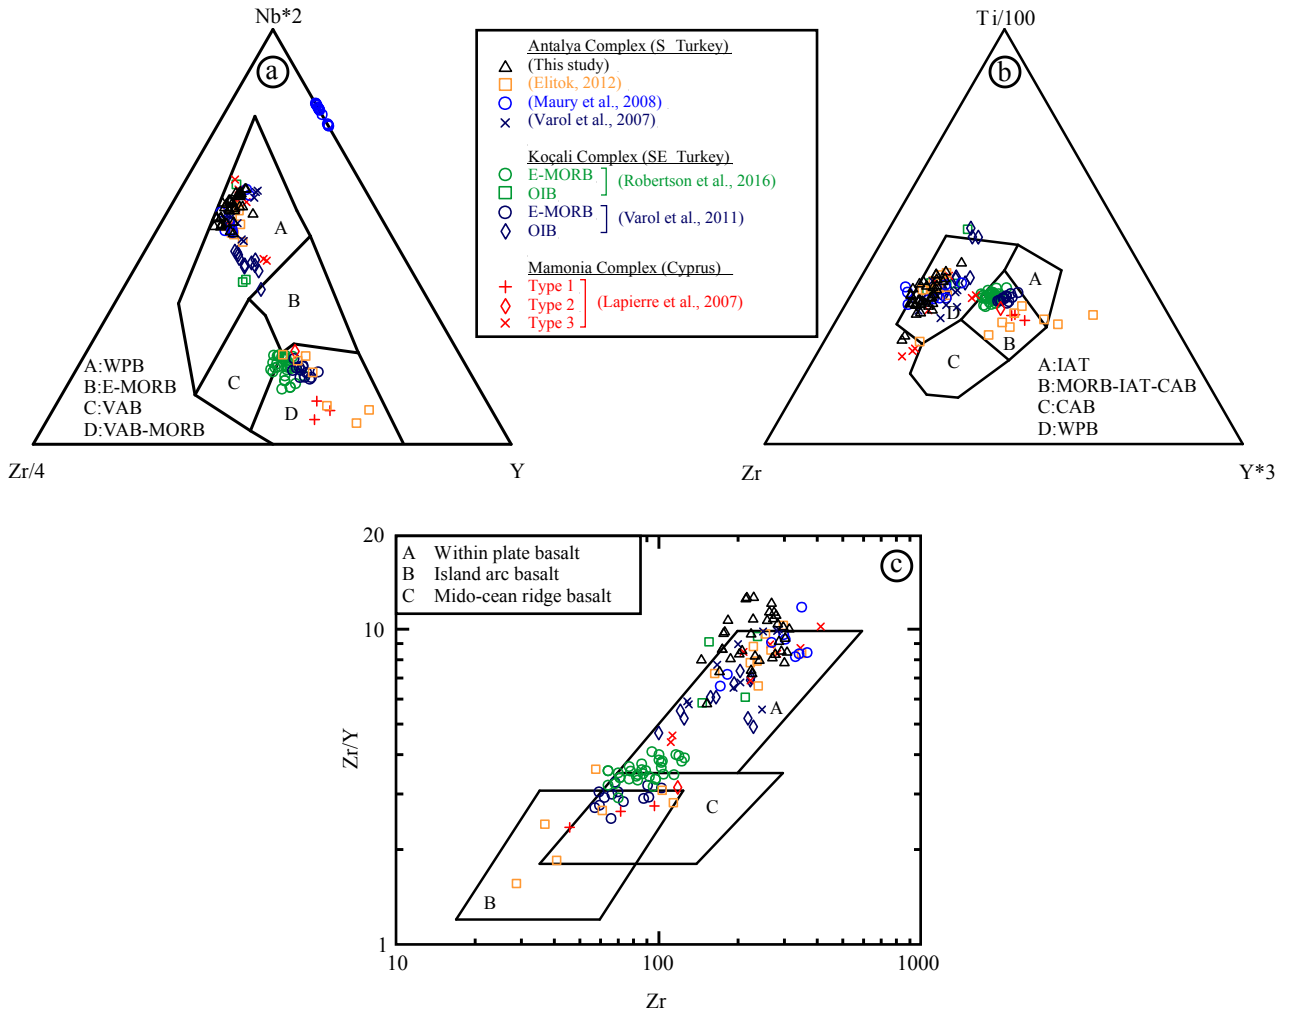 Nb*2
a
A
B
C
D
A:WPB
B:E-MORB
C:VAB
D:VAB-MORB
Zr/4
Y
Antalya Complex (S Turkey)
(This study)
(Elitok, 2012)
(Maury et al., 2008)
(Varol et al., 2007)
Koçali Complex (SE Turkey)
E-MORB
OIB
(Robertson et al., 2016)
E-MORB
OIB
(Varol et al., 2011)
Mamonia Complex (Cyprus)
Type 1
Type 2
Type 3
(Lapierre et al., 2007)
Ti/100
b
A
D
B
C
A:IAT
B:MORB-IAT-CAB
C:CAB
D:WPB
Zr
Y*3
20
10
1
Zr/Y
A Within plate basalt
B Island arc basalt
C Mido-cean ridge basalt
c
A
C
B
10
100
1000
Zr